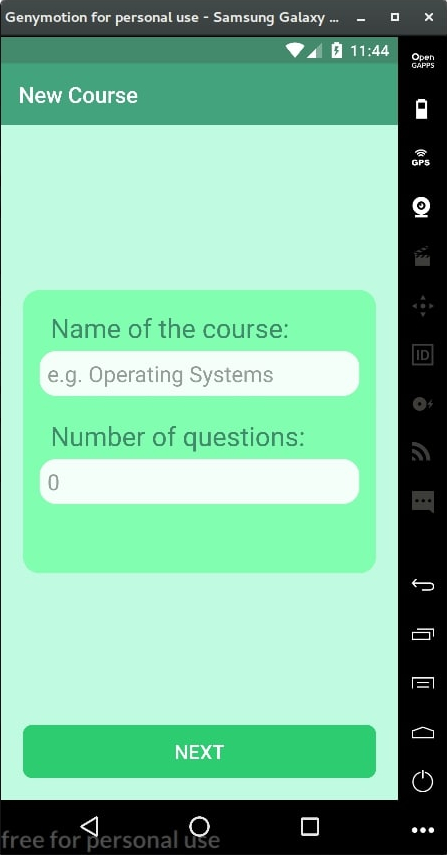 Genymotion for personal use - Samsung Galaxy ...
11:44
Open
GAPPS
New Course
GPS
Name of the course:
e.g. Operating Systems
ID
Number of questions:
0
NEXT
free for personal use